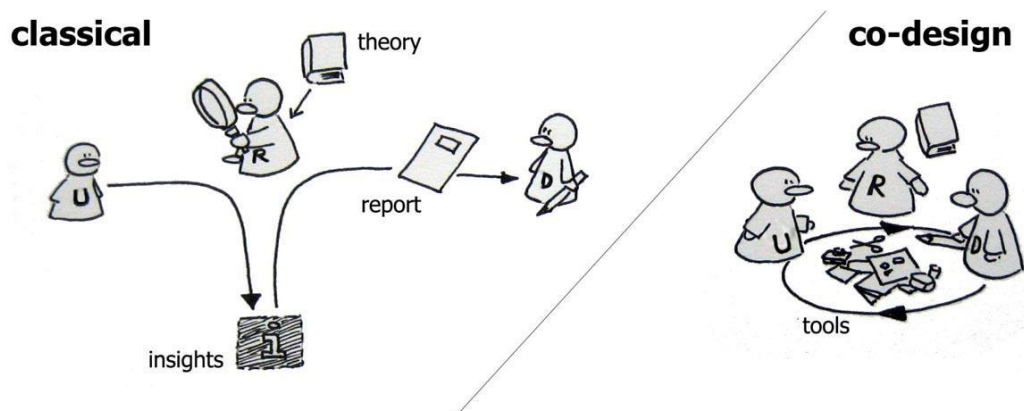 classical
theory
R
U
D
report
i
insights
co-design
R
U
D
tools